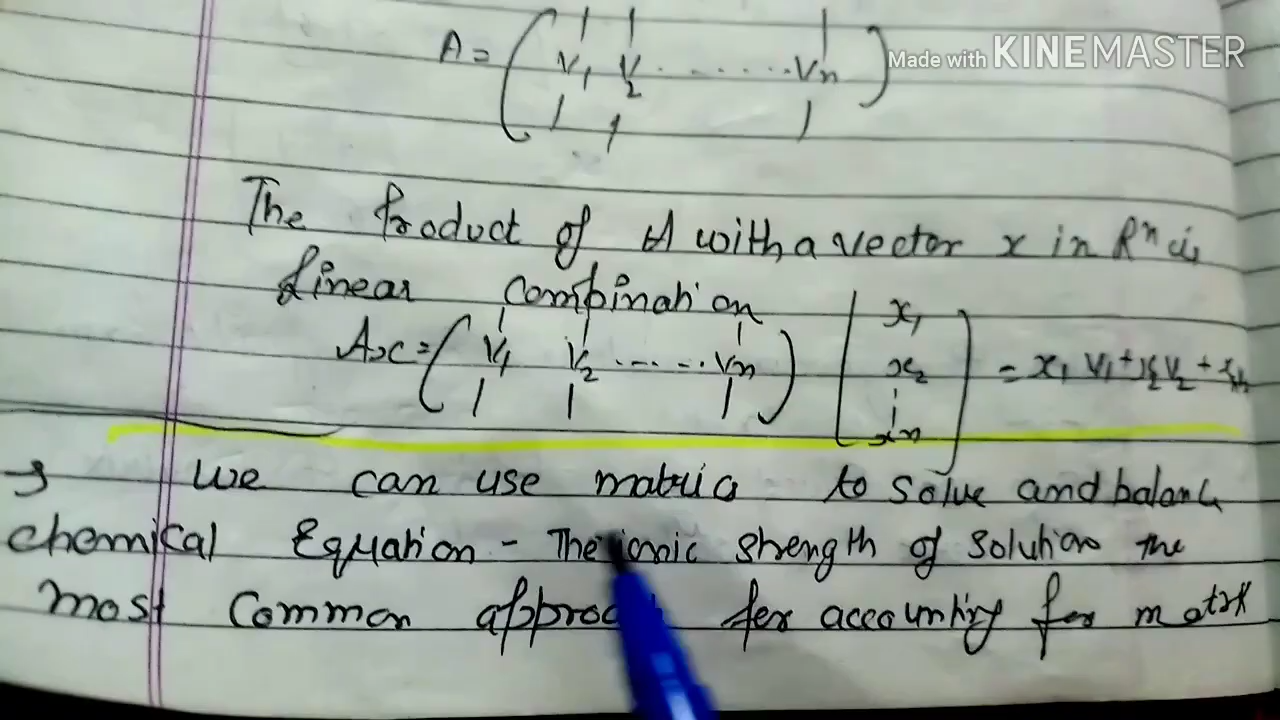 Made with KINEMASTER
A = ( v1 v2 ....... vn )
The Product of A with a vector x in R^n is
linear combination
Ax = ( v1 v2 ....... vn ) [ x1 x2 ⋮ xn ] = x1 v1 + x2 v2 +
→ we can use matric to solve and balance
chemical Equation - The ionic strength of solution the
most common for accounting for